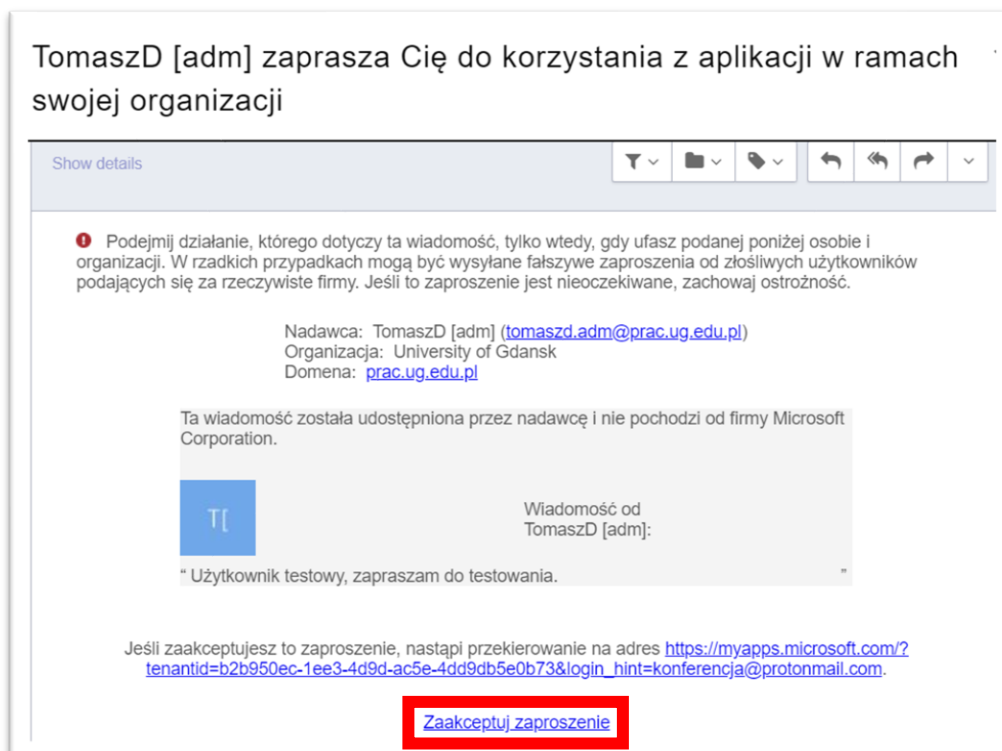 TomaszD [adm] zaprasza Cię do korzystania z aplikacji w ramach
swojej organizacji
Show details
Podejmij działanie, którego dotyczy ta wiadomość, tylko wtedy, gdy ufasz podanej poniżej osobie i
organizacji. W rzadkich przypadkach mogą być wysyłane fałszywe zaproszenia od złośliwych użytkowników
podających się za rzeczywiste firmy. Jeśli to zaproszenie jest nieoczekiwane, zachowaj ostrożność.
Nadawca: TomaszD [adm] (tomaszd.adm@prac.ug.edu.pl)
Organizacja: University of Gdansk
Domena: prac.ug.edu.pl
Ta wiadomość została udostępniona przez nadawcę i nie pochodzi od firmy Microsoft
Corporation.
T[
Wiadomość od
TomaszD [adm]:
“ Użytkownik testowy, zapraszam do testowania. ”
Jeśli zaakceptujesz to zaproszenie, nastąpi przekierowanie na adres https://myapps.microsoft.com/?
tenantid=b2b950ec-1ee3-4d9d-ac5e-4dd9db5e0b73&login_hint=konferencja@protonmail.com.
Zaakceptuj zaproszenie